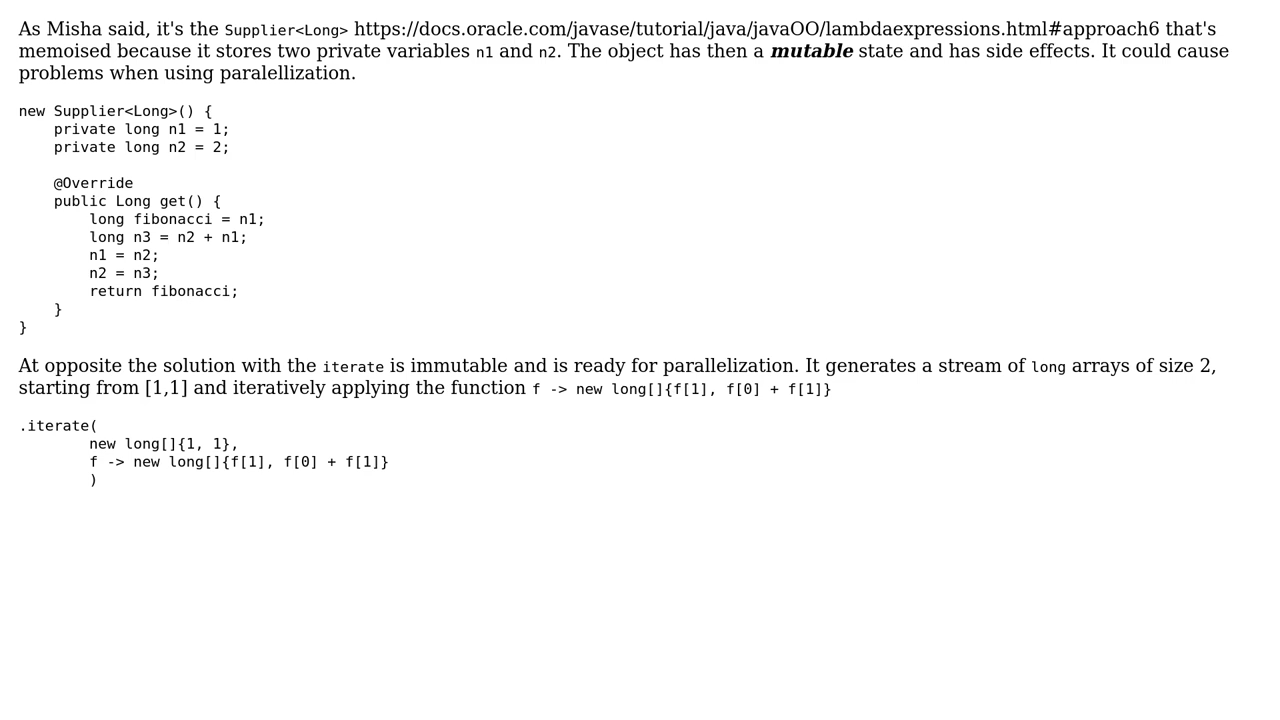 As Misha said, it's the Supplier<Long> https://docs.oracle.com/javase/tutorial/java/javaOO/lambdaexpressions.html#approach6 that's
memoised because it stores two private variables n1 and n2. The object has then a mutable state and has side effects. It could cause
problems when using paralellization.
new Supplier<Long>() {
    private long n1 = 1;
    private long n2 = 2;
    @Override
    public Long get() {
        long fibonacci = n1;
        long n3 = n2 + n1;
        n1 = n2;
        n2 = n3;
        return fibonacci;
    }
}
At opposite the solution with the iterate is immutable and is ready for parallelization. It generates a stream of long arrays of size 2,
starting from [1,1] and iteratively applying the function f -> new long[]{f[1], f[0] + f[1]}
.iterate(
        new long[]{1, 1},
        f -> new long[]{f[1], f[0] + f[1]}
        )